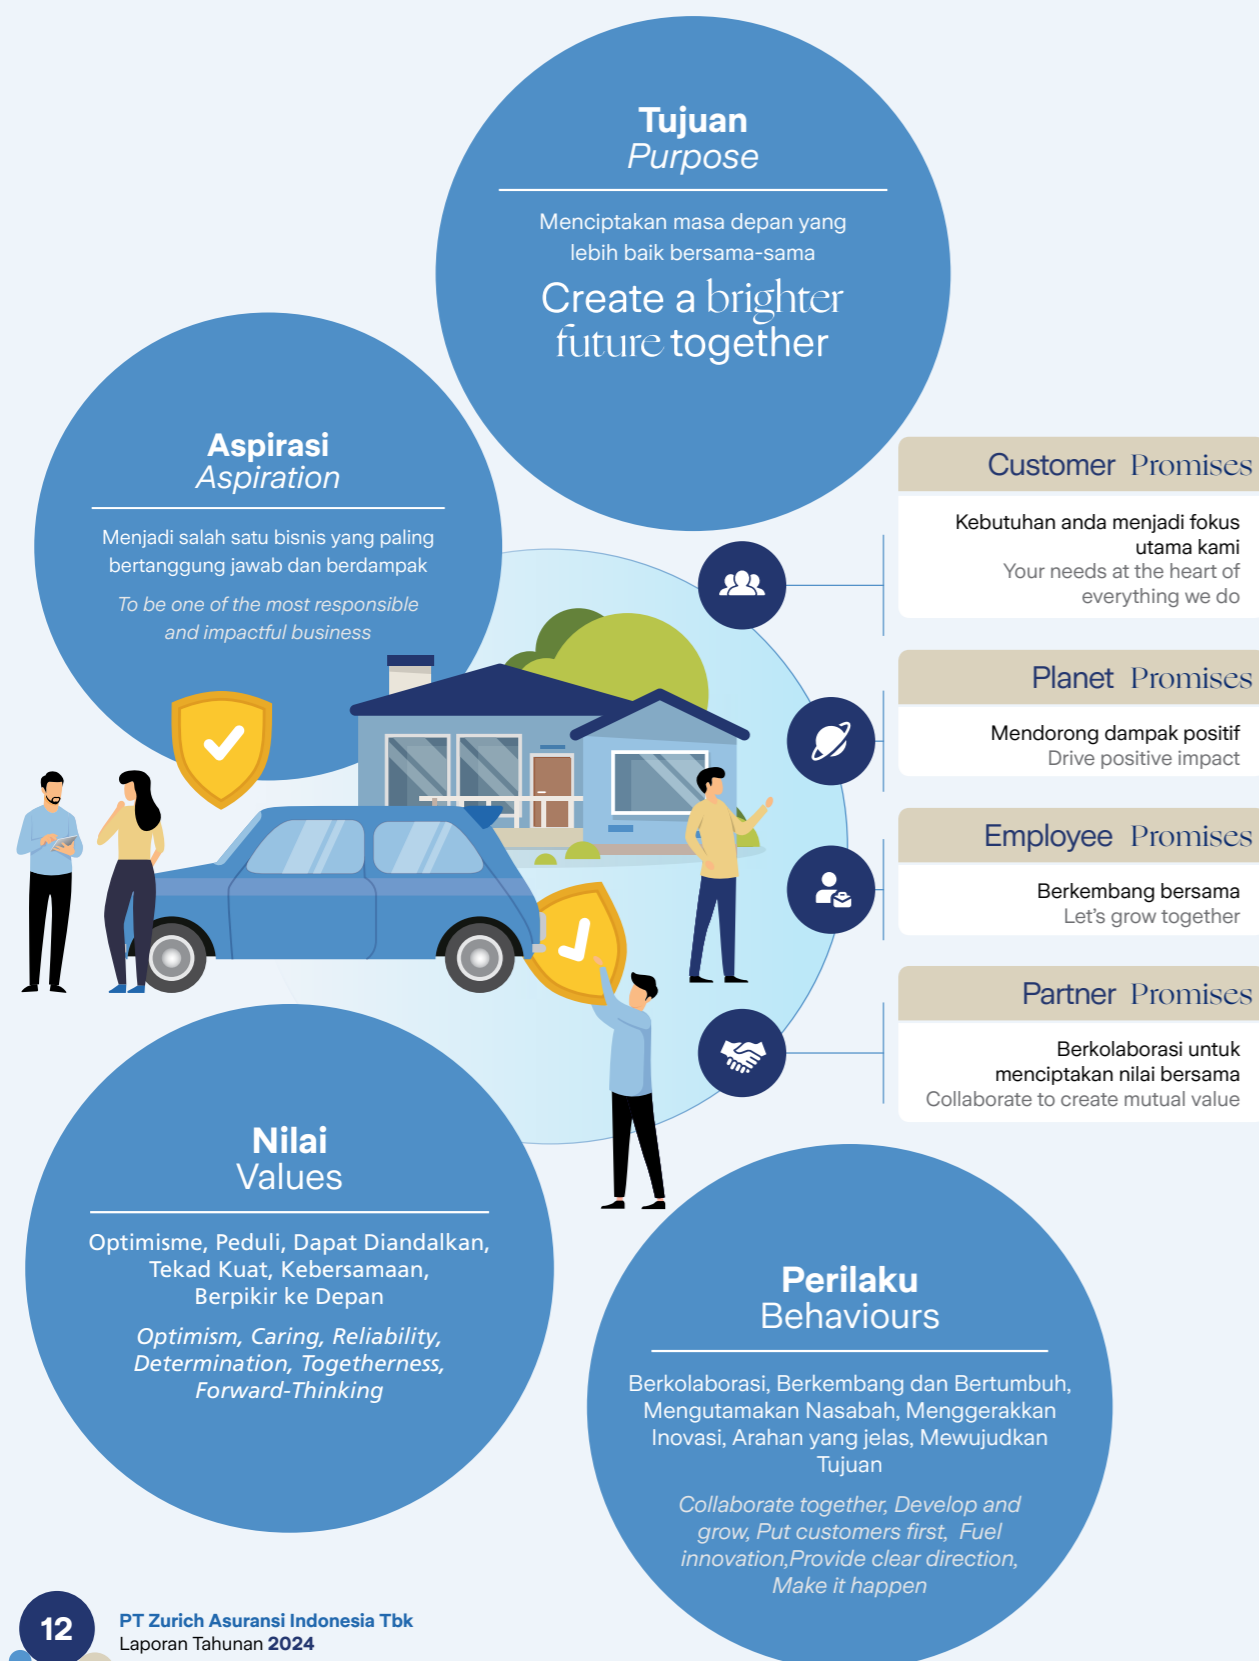 Tujuan
Purpose
Menciptakan masa depan yang
lebih baik bersama-sama
Create a brighter
future together
Aspirasi
Aspiration
Menjadi salah satu bisnis yang paling
bertanggung jawab dan berdampak
To be one of the most responsible
and impactful business
Customer Promises
Kebutuhan anda menjadi fokus
utama kami
Your needs at the heart of
everything we do
Planet Promises
Mendorong dampak positif
Drive positive impact
Employee Promises
Berkembang bersama
Let's grow together
Partner Promises
Berkolaborasi untuk
menciptakan nilai bersama
Collaborate to create mutual value
Nilai
Values
Optimisme, Peduli, Dapat Diandalkan,
Tekad Kuat, Kebersamaan,
Berpikir ke Depan
Optimism, Caring, Reliability,
Determination, Togetherness,
Forward-Thinking
Perilaku
Behaviours
Berkolaborasi, Berkembang dan Bertumbuh,
Mengutamakan Nasabah, Menggerakkan
Inovasi, Arahan yang jelas, Mewujudkan
Tujuan
Collaborate together, Develop and
grow, Put customers first, Fuel
innovation,Provide clear direction,
Make it happen
12
PT Zurich Asuransi Indonesia Tbk
Laporan Tahunan 2024